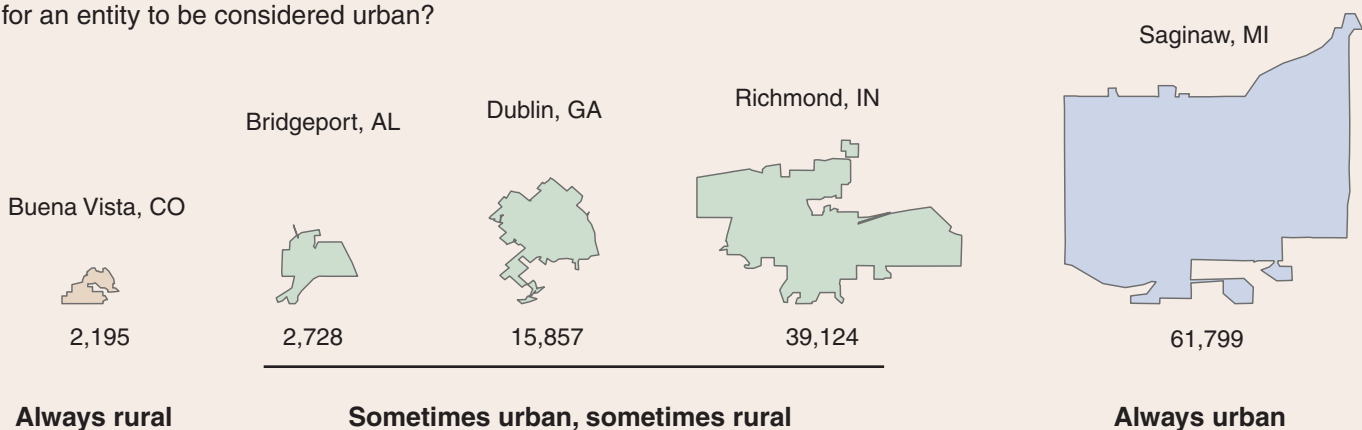 for an entity to be considered urban?
Saginaw, MI
Richmond, IN
Dublin, GA
Bridgeport, AL
Buena Vista, CO
2,195
2,728
15,857
39,124
61,799
Always rural
Sometimes urban, sometimes rural
Always urban